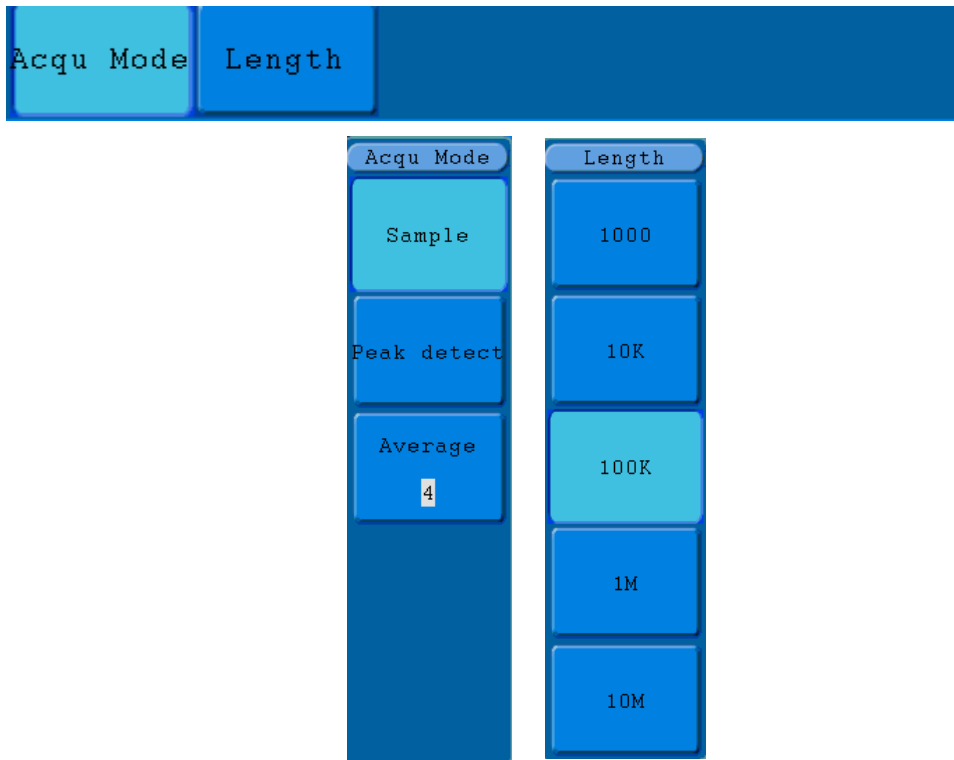 Acqu Mode
Length
Acqu Mode
Sample
Peak detect
Average
4
Length
1000
10K
100K
1M
10M